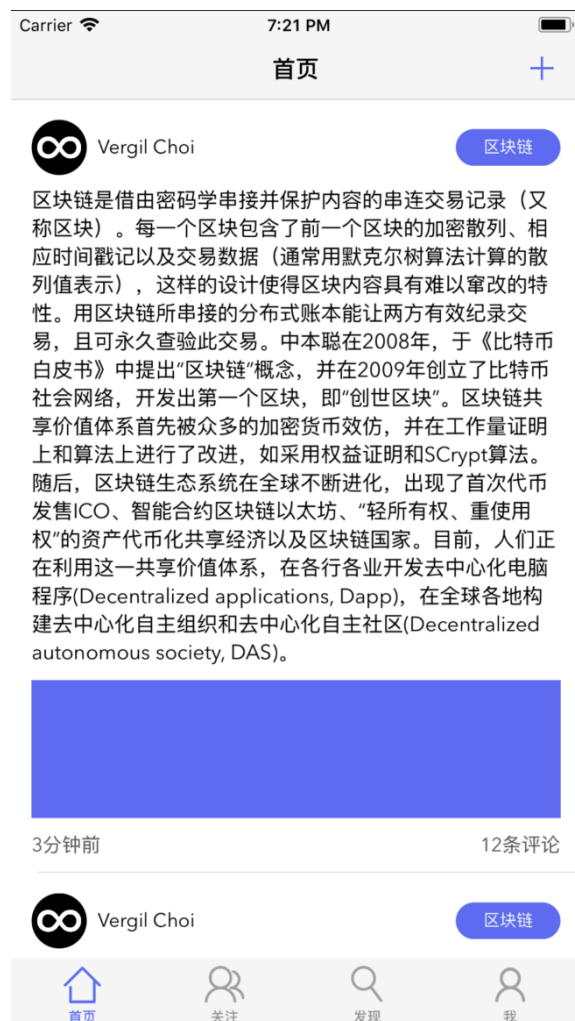 Carrier 7:21 PM
首页
Vergil Choi 区块链
区块链是借由密码学串接并保护内容的串连交易记录（又
称区块）。每一个区块包含了前一个区块的加密散列、相
应时间戳记以及交易数据（通常用默克尔树算法计算的散
列值表示），这样的设计使得区块内容具有难以窜改的特
性。用区块链所串接的分布式账本能让两方有效纪录交
易，且可永久查验此交易。中本聪在2008年，于《比特币
白皮书》中提出“区块链”概念，并在2009年创立了比特币
社会网络，开发出第一个区块，即“创世区块”。区块链共
享价值体系首先被众多的加密货币效仿，并在工作量证明
上和算法上进行了改进，如采用权益证明和SCrypt算法。
随后，区块链生态系统在全球不断进化，出现了首次代币
发售ICO、智能合约区块链以太坊、“轻所有权、重使用
权”的资产代币化共享经济以及区块链国家。目前，人们正
在利用这一共享价值体系，在各行各业开发去中心化电脑
程序(Decentralized applications, Dapp)，在全球各地构
建去中心化自主组织和去中心化自主社区(Decentralized
autonomous society, DAS)。
3分钟前 12条评论
Vergil Choi 区块链
首页 关注 发现 我